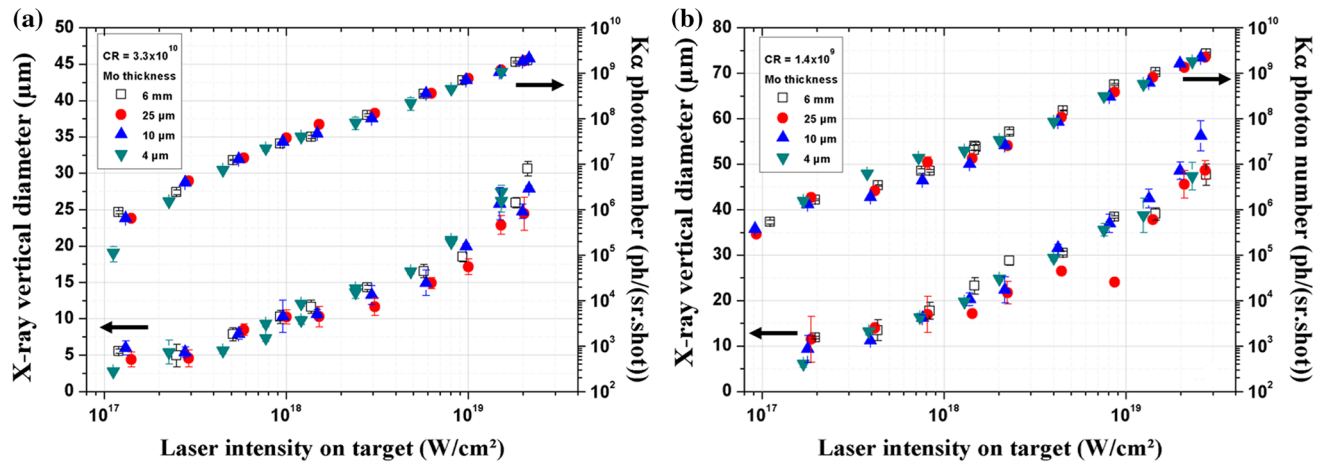 (a)
X-ray vertical diameter (µm)
50
45
40
35
30
25
20
15
10
5
0
CR = 3.3x10¹⁰
Mo thickness
6 mm
25 µm
10 µm
4 µm
10¹⁰
10⁹
10⁸
10⁷
10⁶
10⁵
10⁴
10³
10²
Kα photon number (ph/(sr.shot))
10¹⁷
10¹⁸
10¹⁹
Laser intensity on target (W/cm²)
(b)
X-ray vertical diameter (µm)
80
70
60
50
40
30
20
10
0
CR = 1.4x10⁹
Mo thickness
6 mm
25 µm
10 µm
4 µm
10¹⁰
10⁹
10⁸
10⁷
10⁶
10⁵
10⁴
10³
10²
Kα photon number (ph/(sr.shot))
10¹⁷
10¹⁸
10¹⁹
Laser intensity on target (W/cm²)